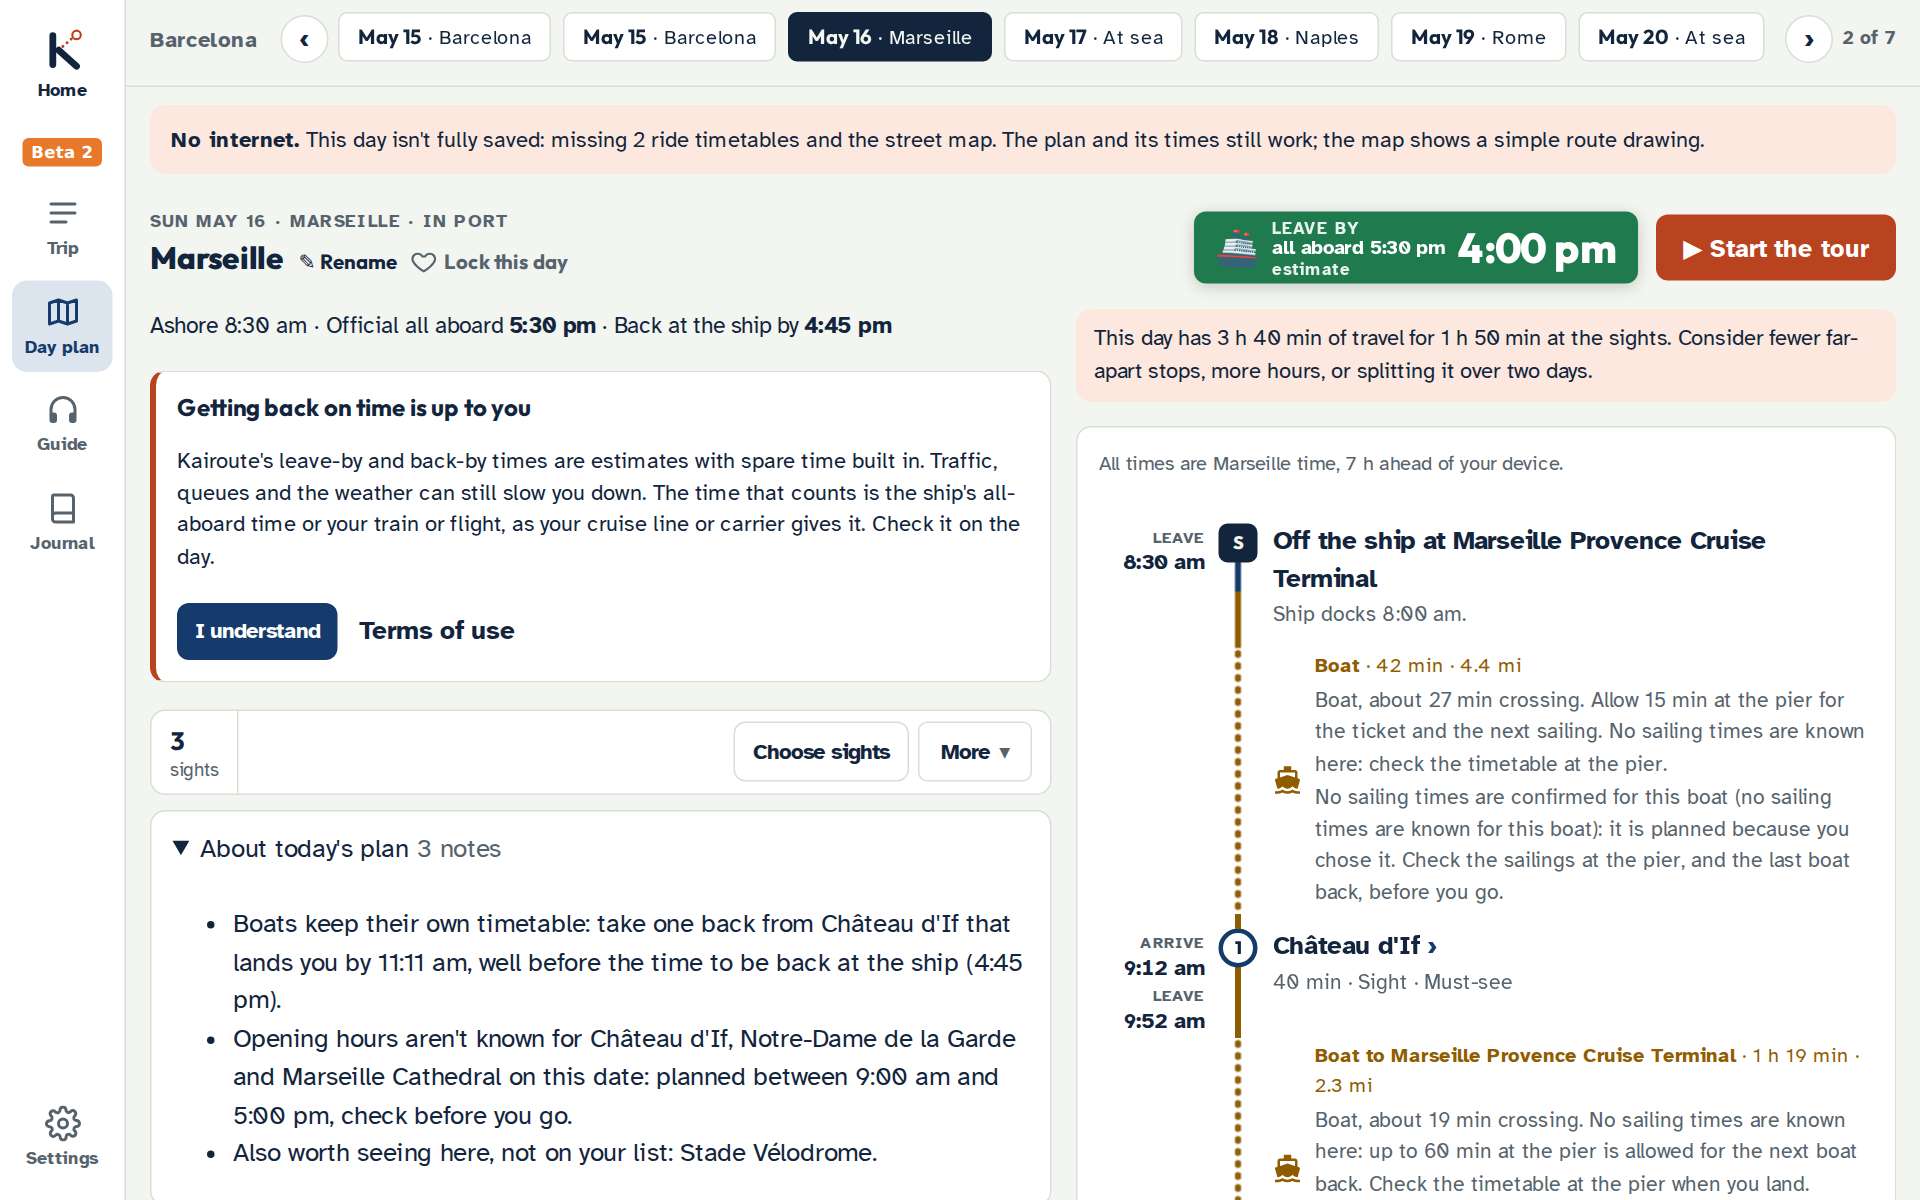 Home
Beta 2
Trip
Day plan
Guide
Journal
Settings
Barcelona
‹
May 15 · Barcelona
May 15 · Barcelona
May 16 · Marseille
May 17 · At sea
May 18 · Naples
May 19 · Rome
May 20 · At sea
›
2 of 7
No internet. This day isn't fully saved: missing 2 ride timetables and the street map. The plan and its times still work; the map shows a simple route drawing.
SUN MAY 16 · MARSEILLE · IN PORT
Marseille
✎ Rename
Lock this day
LEAVE BY
all aboard 5:30 pm
estimate
4:00 pm
▶ Start the tour
Ashore 8:30 am · Official all aboard 5:30 pm · Back at the ship by 4:45 pm
Getting back on time is up to you
Kairoute's leave-by and back-by times are estimates with spare time built in. Traffic,
queues and the weather can still slow you down. The time that counts is the ship's all-
aboard time or your train or flight, as your cruise line or carrier gives it. Check it on the
day.
I understand
Terms of use
3
sights
Choose sights
More ▼
▼ About today's plan 3 notes
• Boats keep their own timetable: take one back from Château d'If that
lands you by 11:11 am, well before the time to be back at the ship (4:45
pm).
• Opening hours aren't known for Château d'If, Notre-Dame de la Garde
and Marseille Cathedral on this date: planned between 9:00 am and
5:00 pm, check before you go.
• Also worth seeing here, not on your list: Stade Vélodrome.
This day has 3 h 40 min of travel for 1 h 50 min at the sights. Consider fewer far-
apart stops, more hours, or splitting it over two days.
All times are Marseille time, 7 h ahead of your device.
LEAVE
8:30 am
S
Off the ship at Marseille Provence Cruise
Terminal
Ship docks 8:00 am.
Boat · 42 min · 4.4 mi
Boat, about 27 min crossing. Allow 15 min at the pier for
the ticket and the next sailing. No sailing times are known
here: check the timetable at the pier.
No sailing times are confirmed for this boat (no sailing
times are known for this boat): it is planned because you
chose it. Check the sailings at the pier, and the last boat
back, before you go.
ARRIVE
9:12 am
LEAVE
9:52 am
1
Château d'If ›
40 min · Sight · Must-see
Boat to Marseille Provence Cruise Terminal · 1 h 19 min ·
2.3 mi
Boat, about 19 min crossing. No sailing times are known
here: up to 60 min at the pier is allowed for the next boat
back. Check the timetable at the pier when you land.